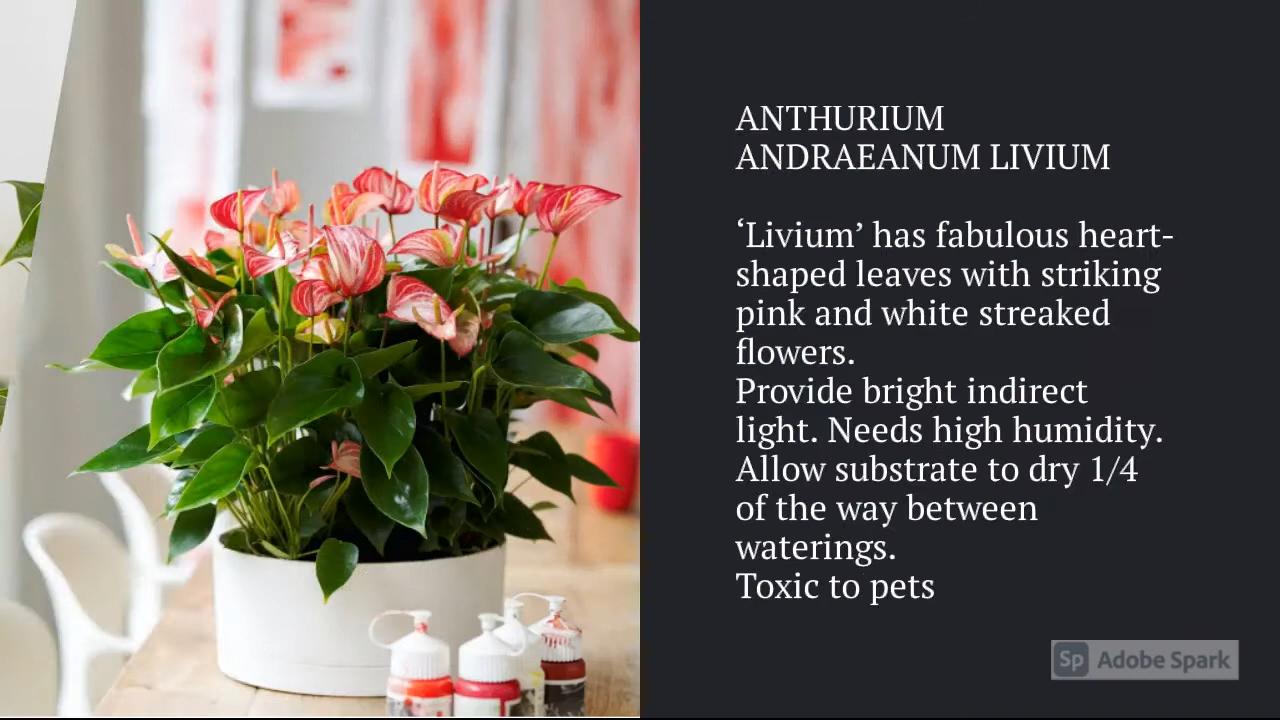 ANTHURIUM
ANDRAEANUM LIVIUM
‘Livium’ has fabulous heart-
shaped leaves with striking
pink and white streaked
flowers.
Provide bright indirect
light. Needs high humidity.
Allow substrate to dry 1/4
of the way between
waterings.
Toxic to pets
Sp Adobe Spark